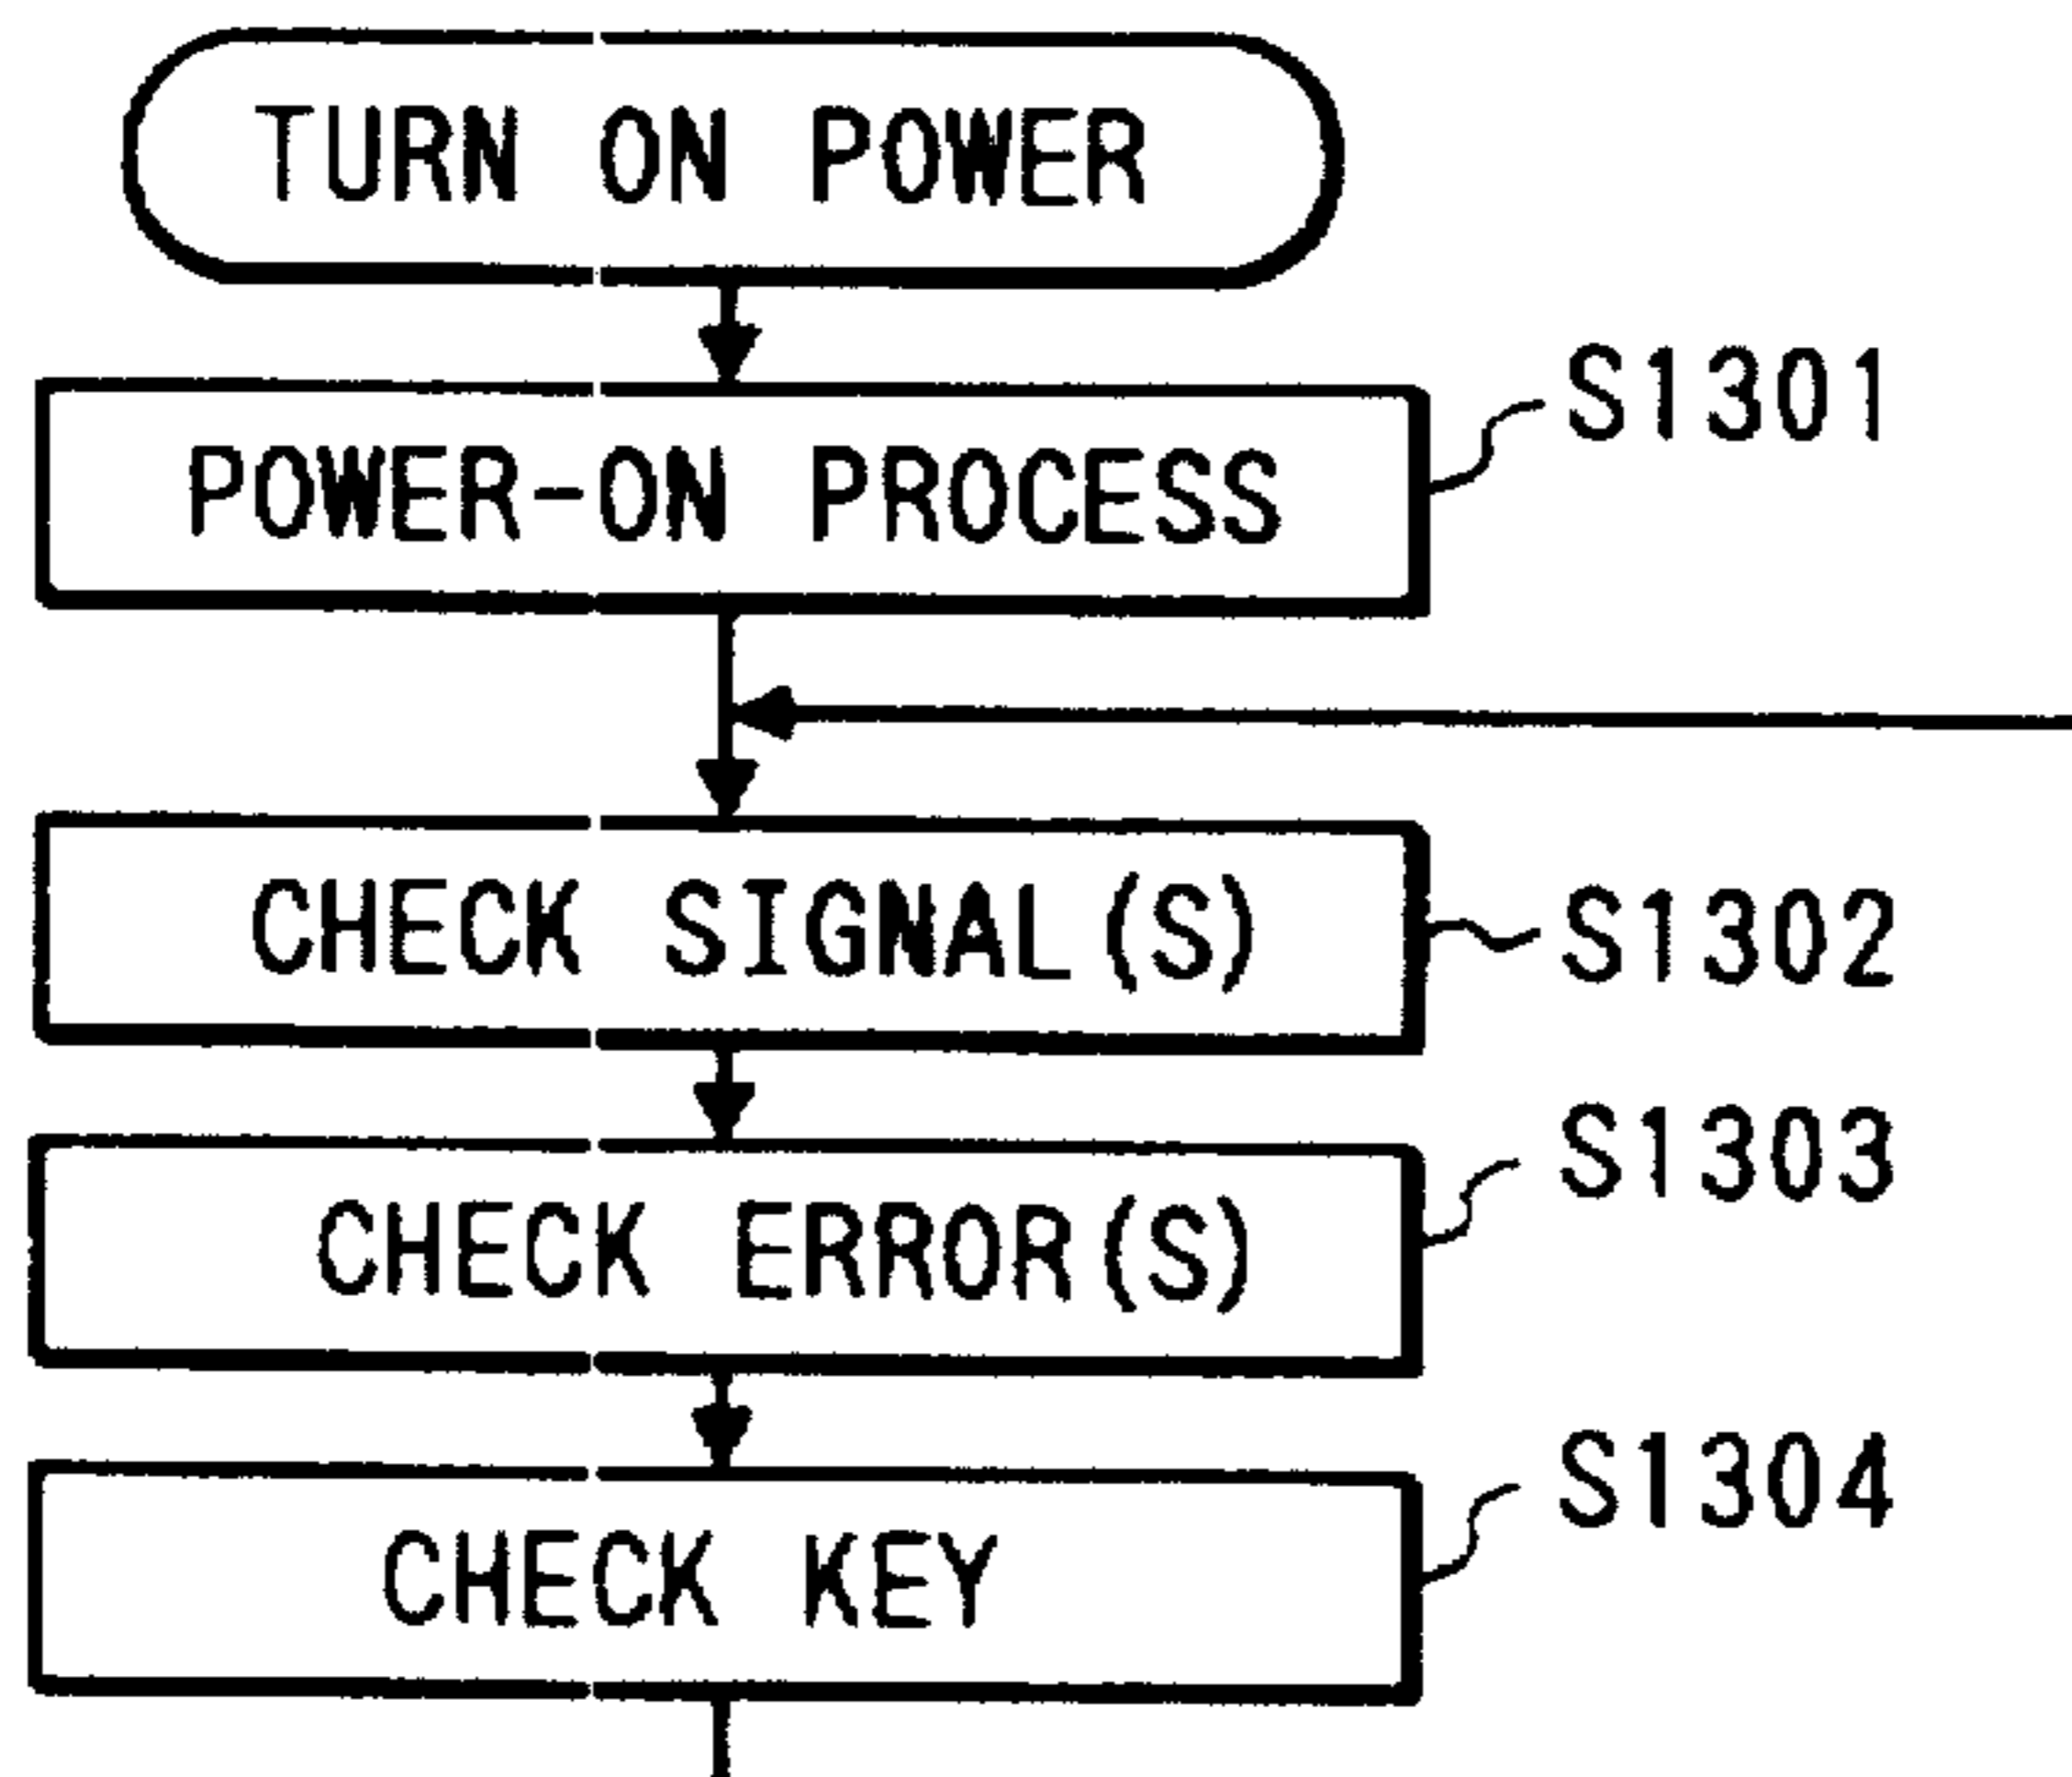 TURN ON POWER
POWER-ON PROCESS
S1301
CHECK SIGNAL(S)
S1302
CHECK ERROR(S)
S1303
CHECK KEY
S1304